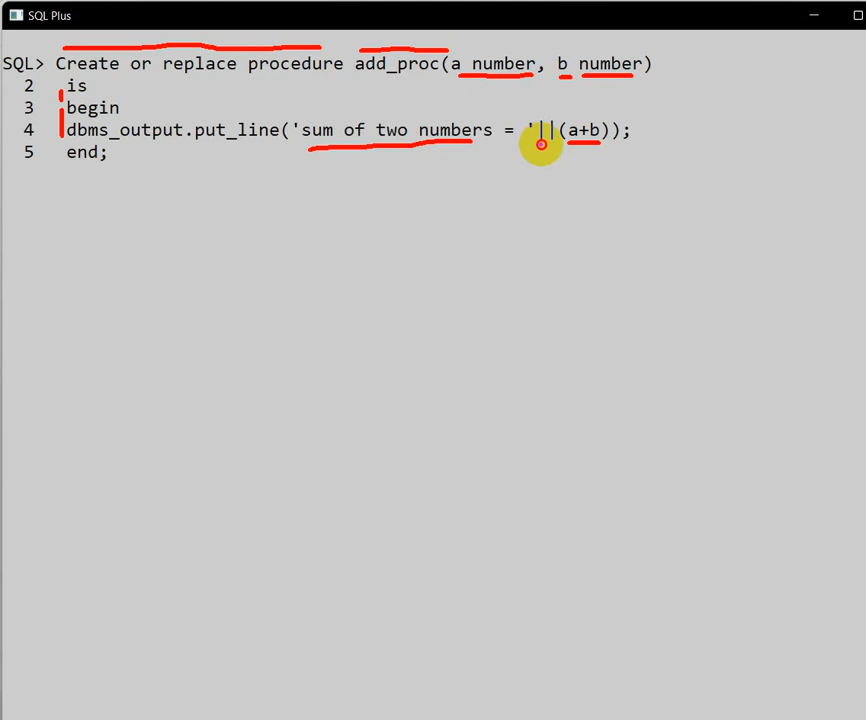 SQL Plus
SQL> Create or replace procedure add_proc(a number, b number)
2 is
3 begin
4 dbms_output.put_line('sum of two numbers = '||(a+b));
5 end;